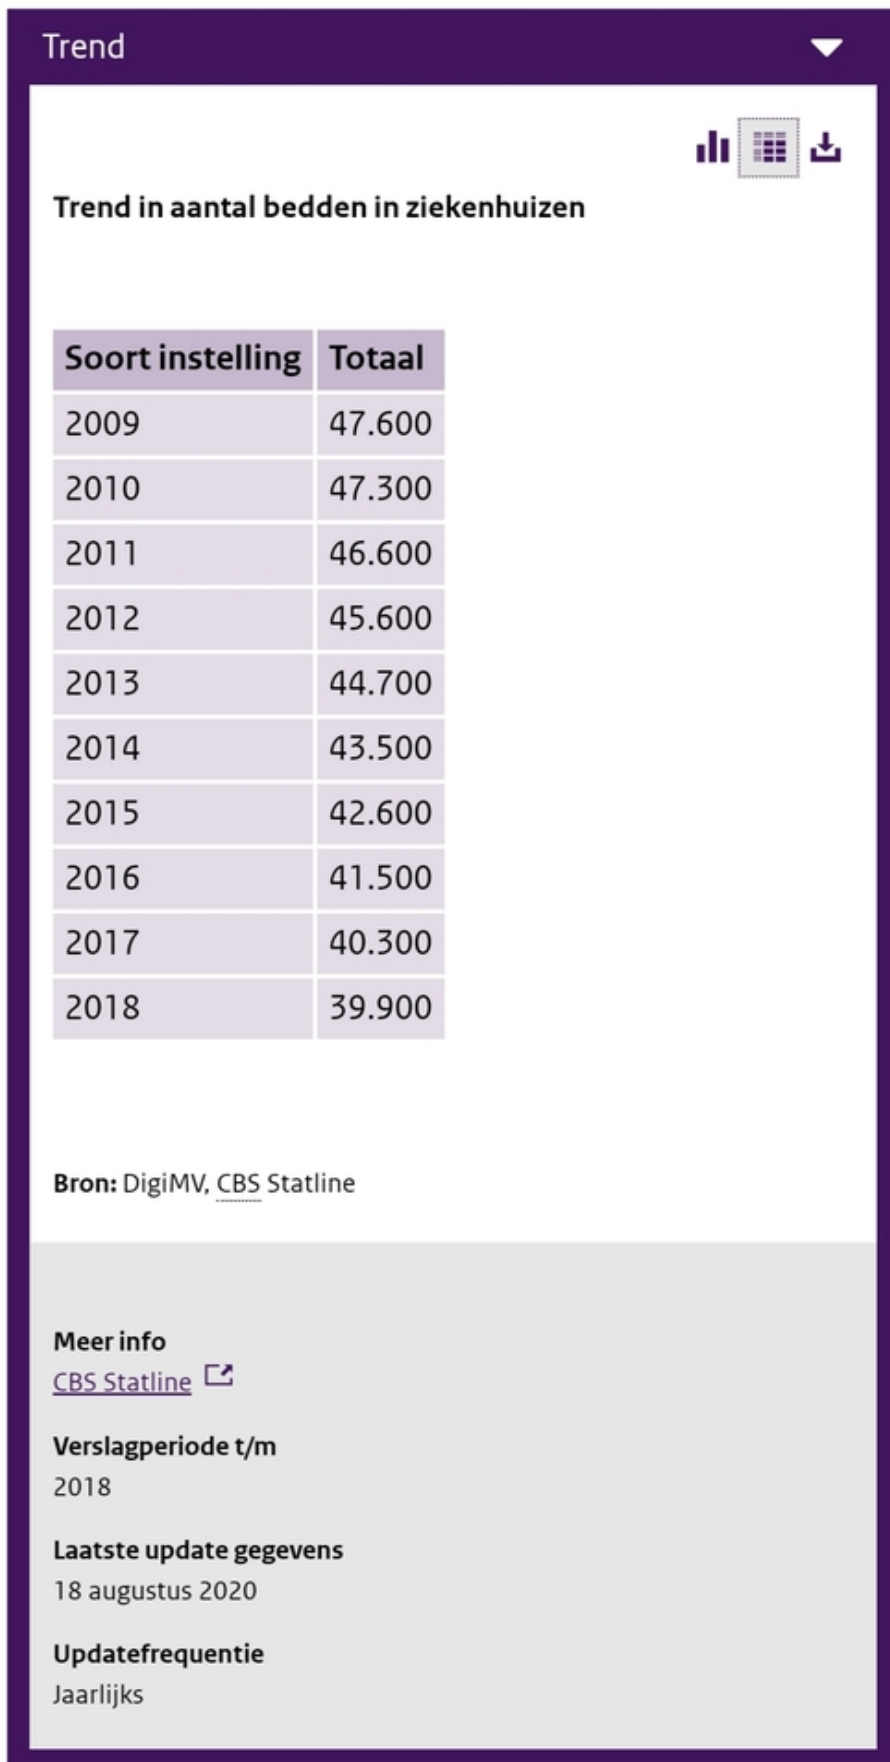 Trend
Trend in aantal bedden in ziekenhuizen
Soort instelling Totaal
2009 47.600
2010 47.300
2011 46.600
2012 45.600
2013 44.700
2014 43.500
2015 42.600
2016 41.500
2017 40.300
2018 39.900
Bron: DigiMV, CBS Statline
Meer info
CBS Statline
Verslagperiode t/m
2018
Laatste update gegevens
18 augustus 2020
Updatefrequentie
Jaarlijks